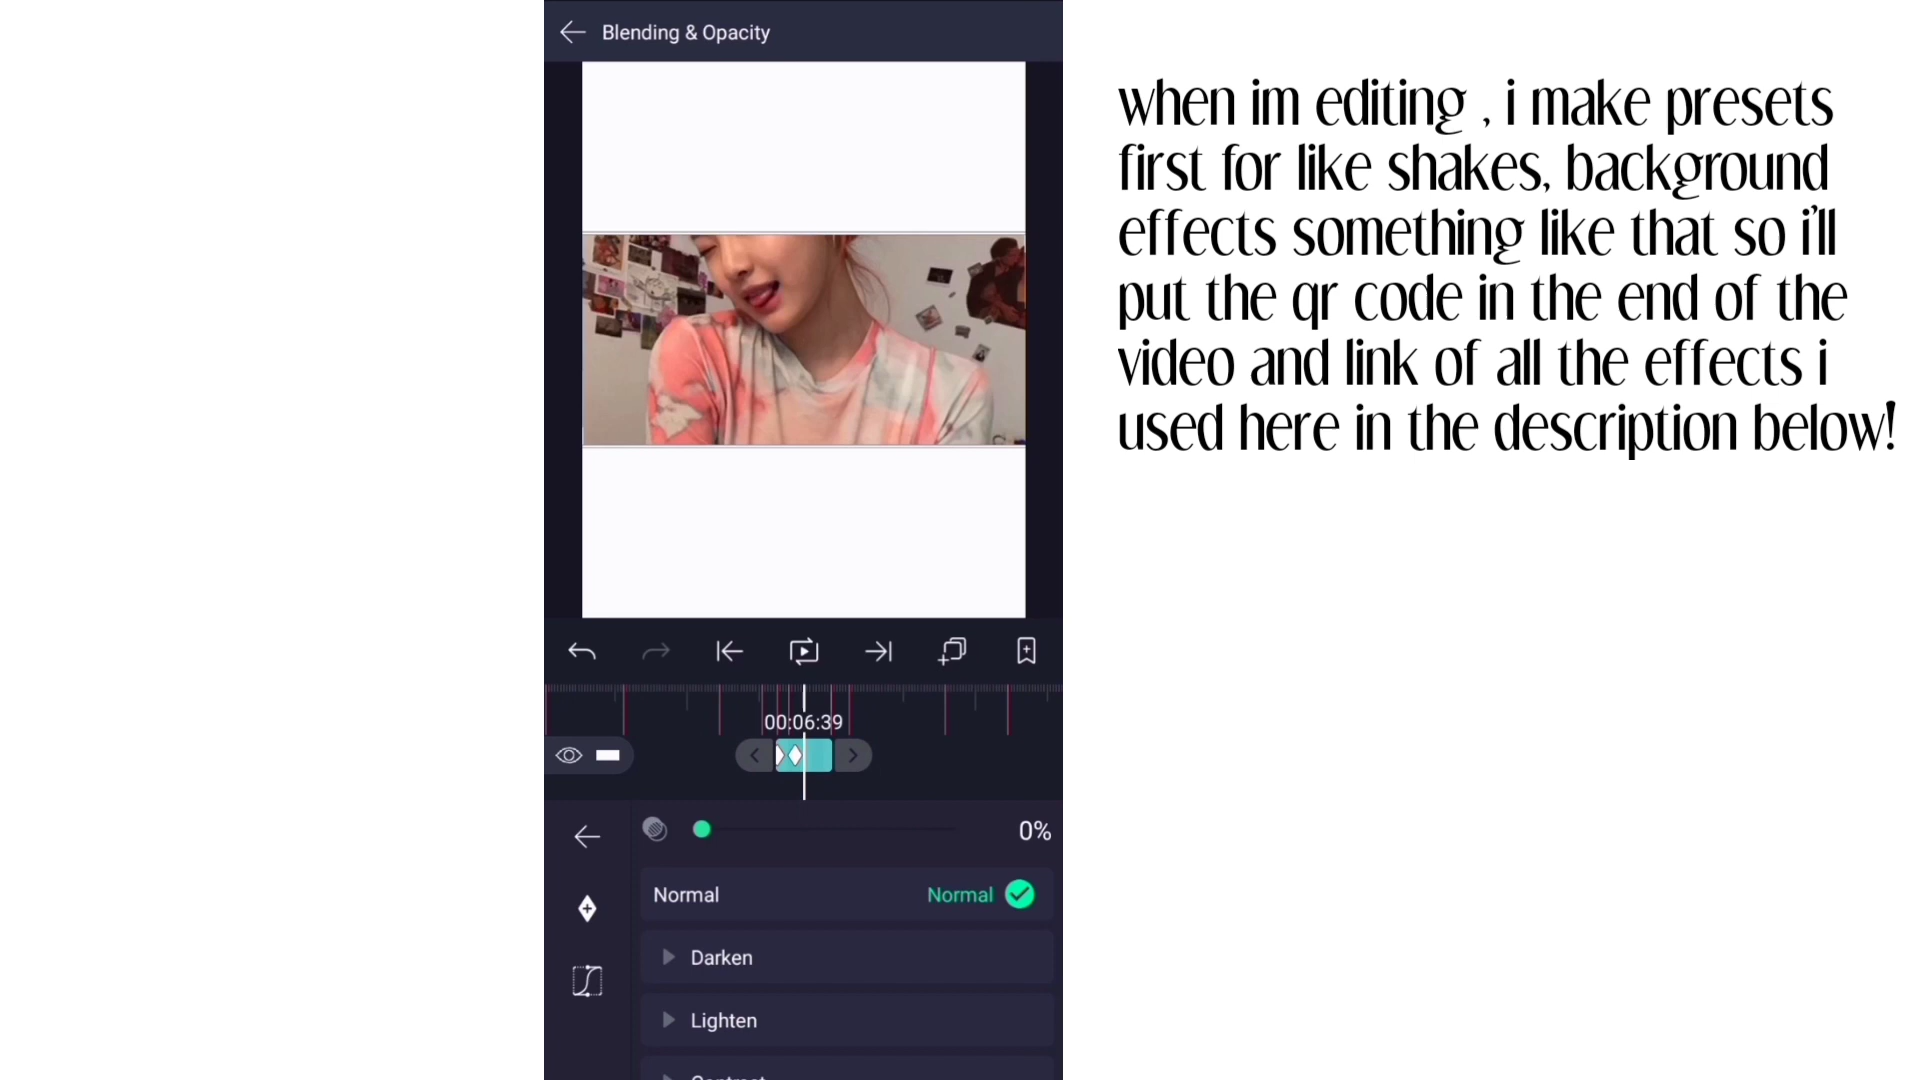 Blending & Opacity
when im editing , i make presets
first for like shakes, background
effects something like that so i'll
put the qr code in the end of the
video and link of all the effects i
used here in the description below!
00:06:39
0%
Normal Normal
Darken
Lighten